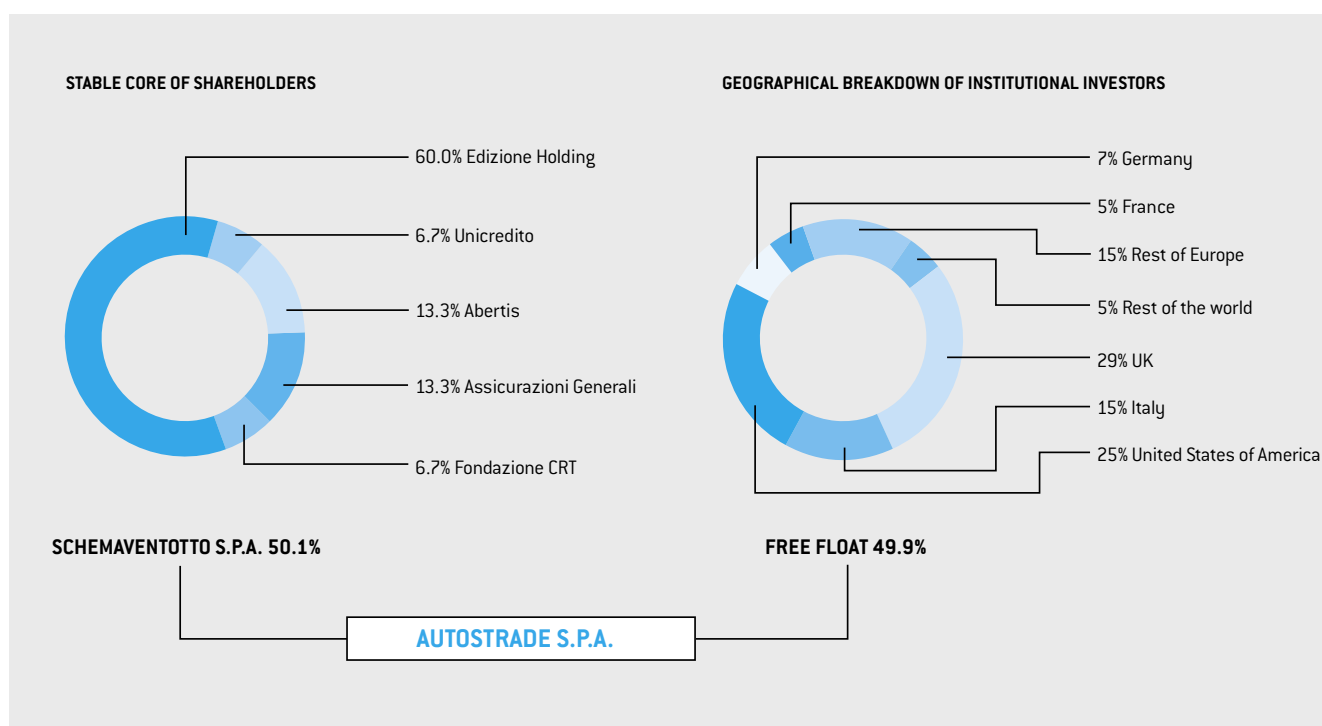 STABLE CORE OF SHAREHOLDERS
60.0% Edizione Holding
6.7% Unicredito
13.3% Abertis
13.3% Assicurazioni Generali
6.7% Fondazione CRT
SCHEMAVENTOTTO S.P.A. 50.1%
GEOGRAPHICAL BREAKDOWN OF INSTITUTIONAL INVESTORS
7% Germany
5% France
15% Rest of Europe
5% Rest of the world
29% UK
15% Italy
25% United States of America
FREE FLOAT 49.9%
AUTOSTRADE S.P.A.